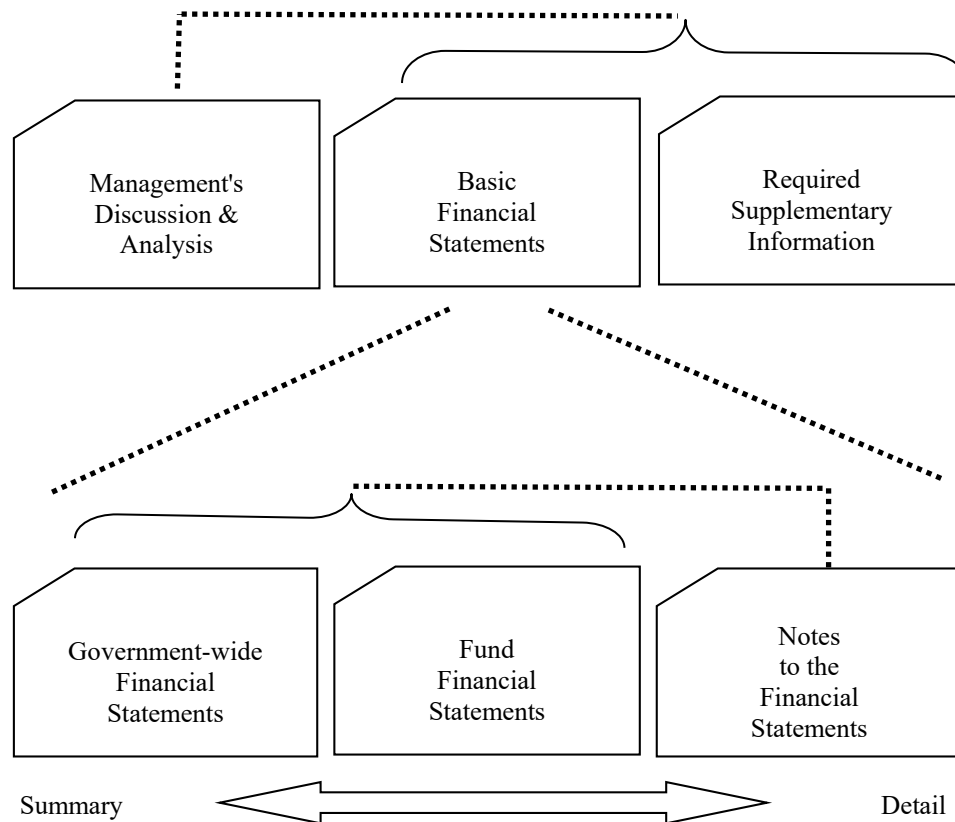 Management's
Discussion &
Analysis
Basic
Financial
Statements
Required
Supplementary
Information
Government-wide
Financial
Statements
Fund
Financial
Statements
Notes
to the
Financial
Statements
Summary
Detail